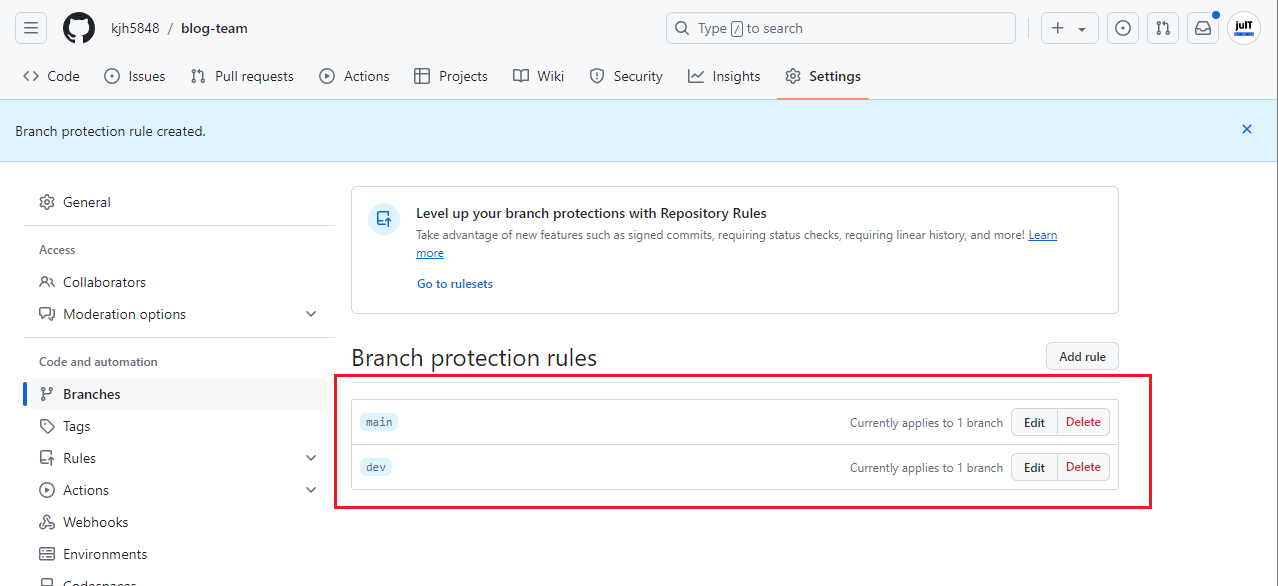 kjh5848 / blog-team
Type / to search
juIT
Code
Issues
Pull requests
Actions
Projects
Wiki
Security
Insights
Settings
Branch protection rule created.
General
Access
Collaborators
Moderation options
Code and automation
Branches
Tags
Rules
Actions
Webhooks
Environments
Codespaces
Level up your branch protections with Repository Rules
Take advantage of new features such as signed commits, requiring status checks, requiring linear history, and more! Learn
more
Go to rulesets
Branch protection rules
Add rule
main
Currently applies to 1 branch
Edit
Delete
dev
Currently applies to 1 branch
Edit
Delete